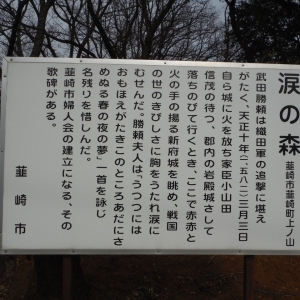 涙の森
韮崎市韮崎町上ノ山
武田勝頼は織田軍の追撃に堪え
がたく、天正十年(一五八二)三月三日
自ら城に火を放ち家臣小山田
信茂の待つ、郡内の岩殿城さして
落ちのびて行くとき、ここで赤赤と
火の手の揚る新府城を眺め、戦国
の世のきびしさに胸をうたれ涙に
むせんだ。勝頼夫人は「うつつには
おもほえがたきこのところあだにさ
めぬる春の夜の夢」一首を詠じ
名残りを惜しんだ。
韮崎市婦人会の建立になる、その
歌碑がある。
韮崎市